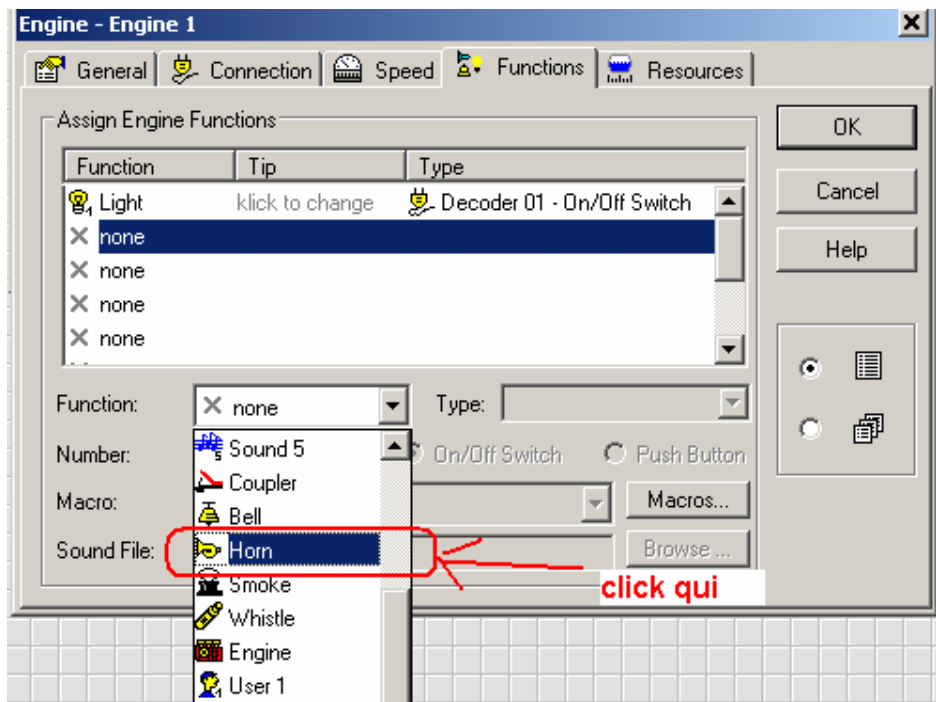 Engine - Engine 1
General Connection Speed Functions Resources
Assign Engine Functions
OK
Function Tip Type
Light klick to change Decoder 01 - On/Off Switch
Cancel
none
Help
none
none
none
Function: none Type:
Sound 5
Number: On/Off Switch Push Button
Coupler
Macro: Macros...
Bell
Sound File: Horn Browse ...
Smoke
click qui
Whistle
Engine
User 1